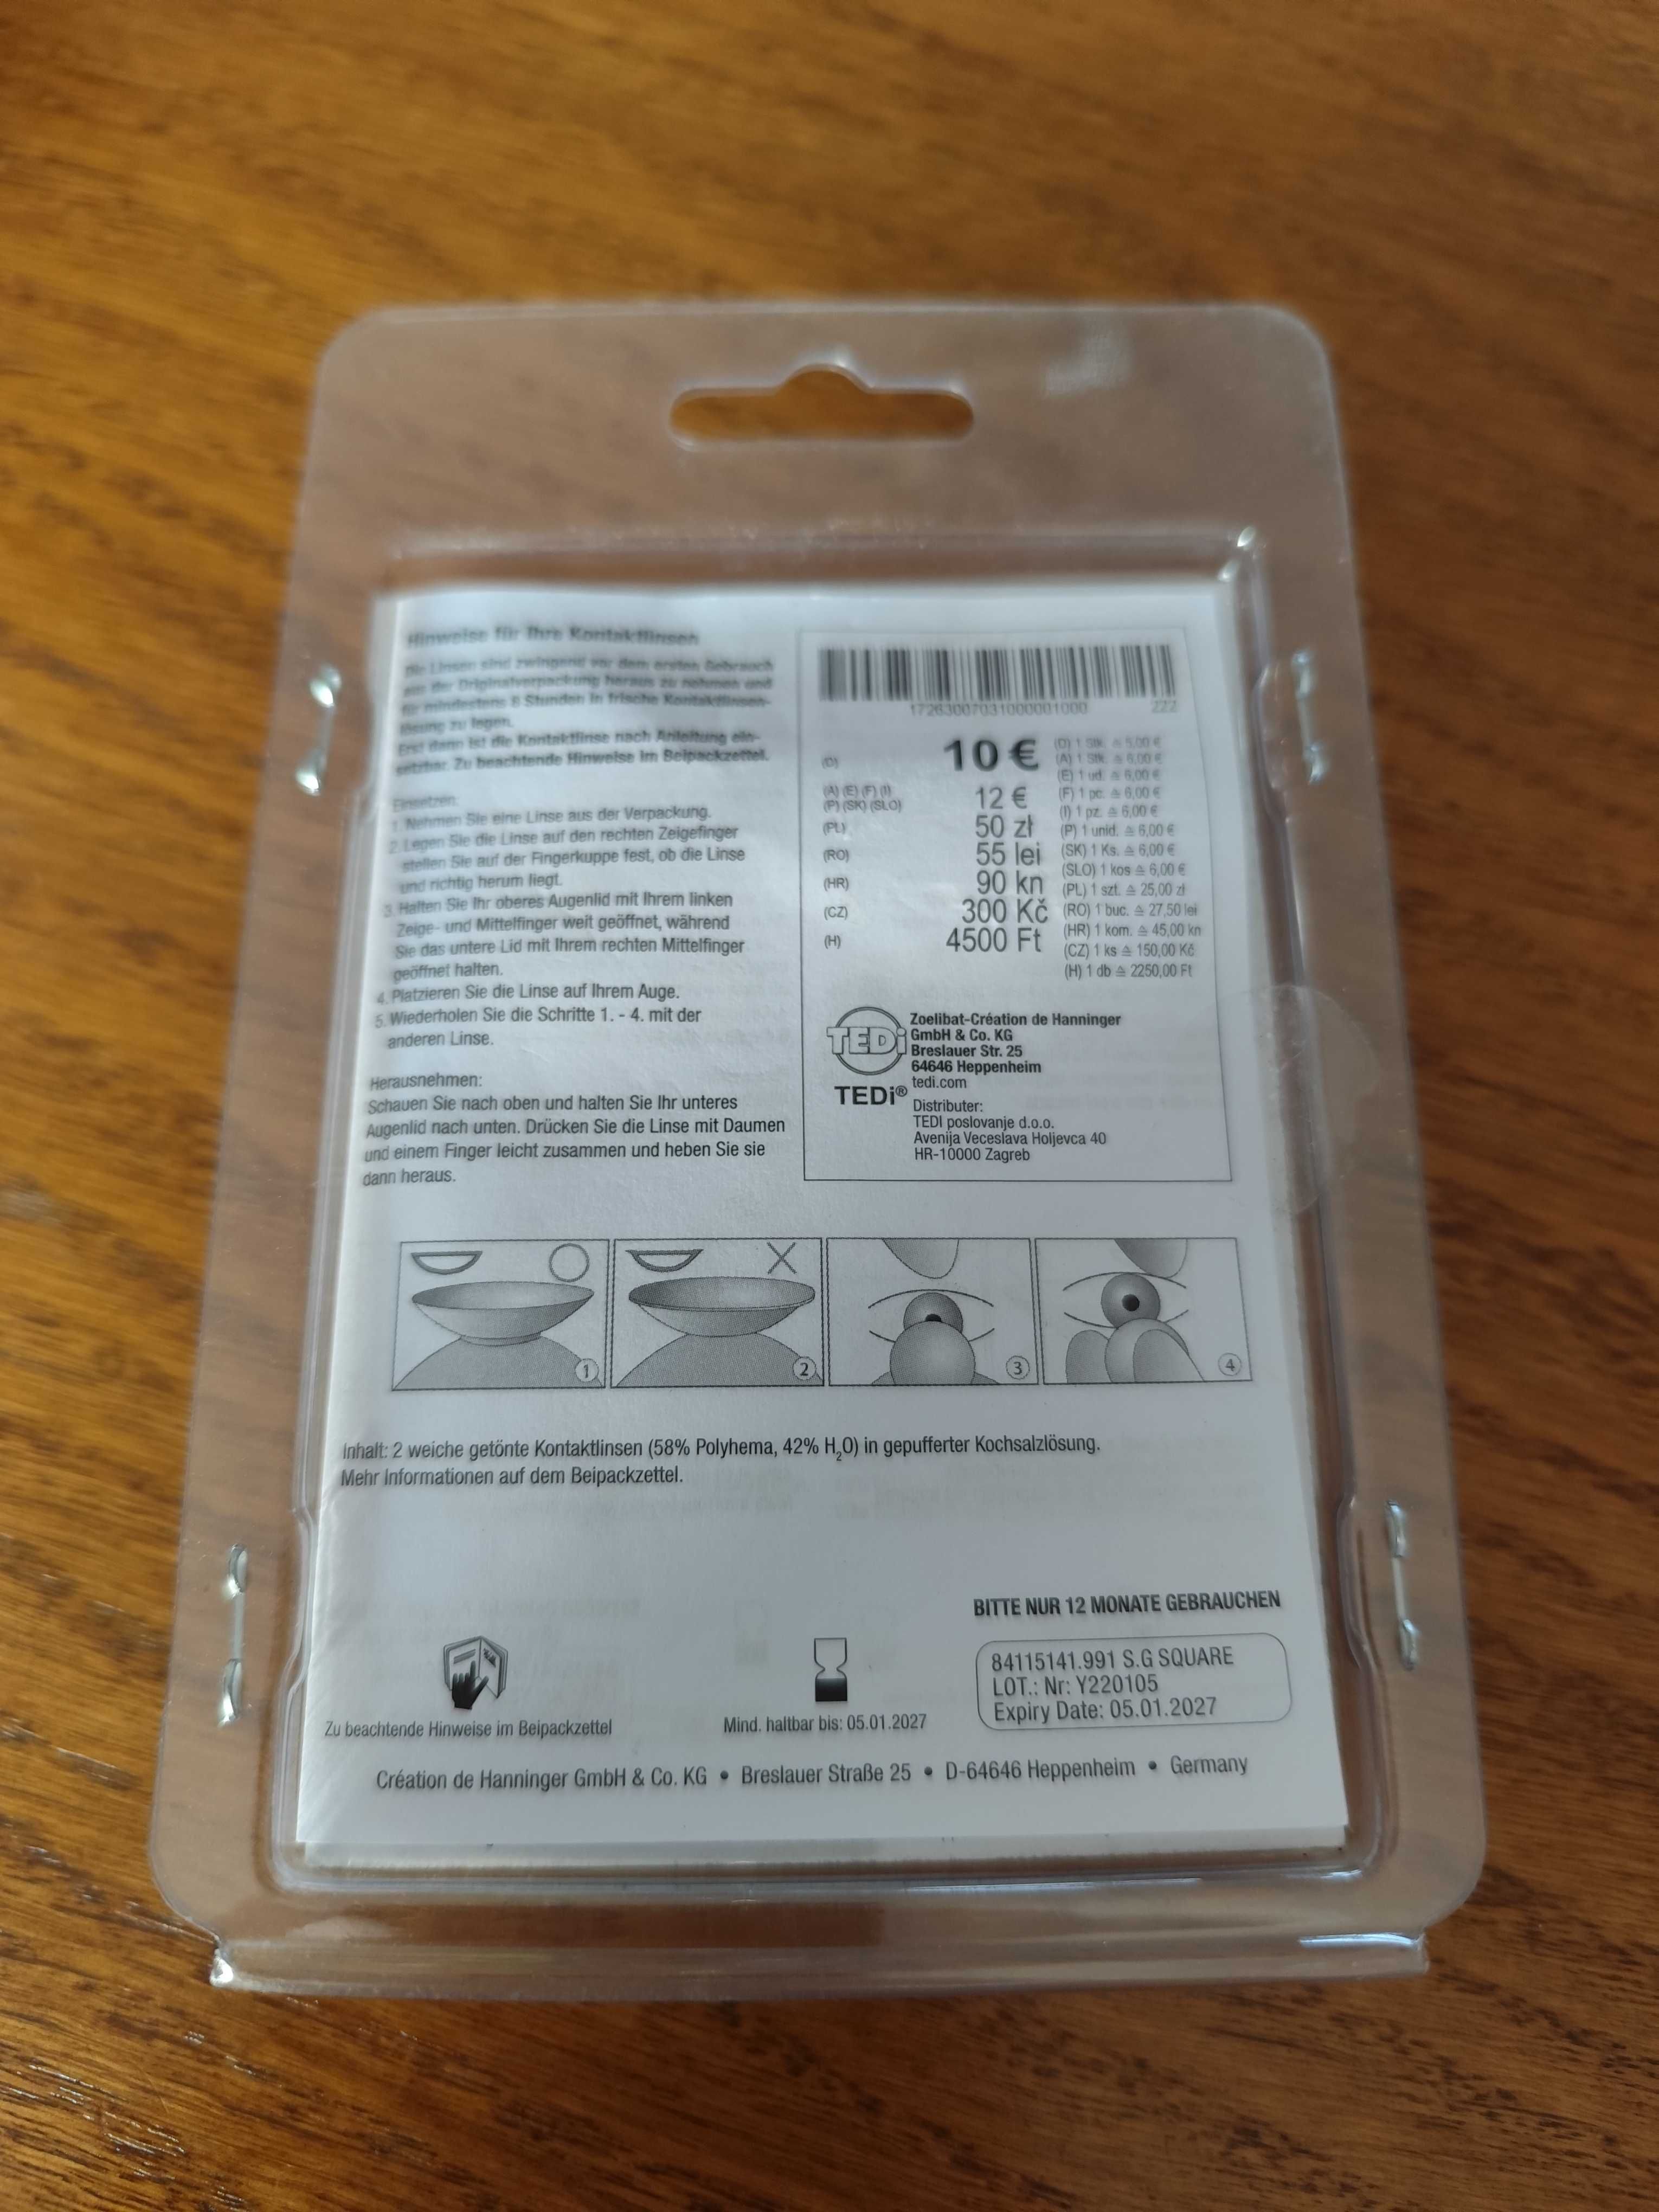 Hinweise für Ihre Kontaktlinsen
Die Linsen sind zwingend vor dem ersten Gebrauch
aus der Originalverpackung heraus zu nehmen und
für mindestens 8 Stunden in frische Kontaktlinsen-
lösung zu legen.
Erst dann ist die Kontaktlinse nach Anleitung ein-
setzbar. Zu beachtende Hinweise im Beipackzettel.
Einsetzen:
1. Nehmen Sie eine Linse aus der Verpackung.
2. Legen Sie die Linse auf den rechten Zeigefinger
stellen Sie auf der Fingerkuppe fest, ob die Linse
und richtig herum liegt.
3. Halten Sie Ihr oberes Augenlid mit Ihrem linken
Zeige- und Mittelfinger weit geöffnet, während
Sie das untere Lid mit Ihrem rechten Mittelfinger
geöffnet halten.
4. Platzieren Sie die Linse auf Ihrem Auge.
5. Wiederholen Sie die Schritte 1. - 4. mit der
anderen Linse.
Herausnehmen:
Schauen Sie nach oben und halten Sie Ihr unteres
Augenlid nach unten. Drücken Sie die Linse mit Daumen
und einem Finger leicht zusammen und heben Sie sie
dann heraus.
17263007031000001000 222
(D) 10 €
(A) (E) (F) (I)
(P) (SK) (SLO) 12 €
(PL) 50 zł
(RO) 55 lei
(HR) 90 kn
(CZ) 300 Kč
(H) 4500 Ft
(D) 1 Stk. ≙ 5,00 €
(A) 1 Stk. ≙ 6,00 €
(E) 1 ud. ≙ 6,00 €
(F) 1 pc. ≙ 6,00 €
(I) 1 pz. ≙ 6,00 €
(P) 1 unid. ≙ 6,00 €
(SK) 1 Ks. ≙ 6,00 €
(SLO) 1 kos ≙ 6,00 €
(PL) 1 szt. ≙ 25,00 zł
(RO) 1 buc. ≙ 27,50 lei
(HR) 1 kom. ≙ 45,00 kn
(CZ) 1 ks ≙ 150,00 Kč
(H) 1 db ≙ 2250,00 Ft
TEDi
TEDi®
Zoelibat-Création de Hanninger
GmbH & Co. KG
Breslauer Str. 25
64646 Heppenheim
tedi.com
Distributer:
TEDI poslovanje d.o.o.
Avenija Veceslava Holjevca 40
HR-10000 Zagreb
1
2
3
4
Inhalt: 2 weiche getönte Kontaktlinsen (58% Polyhema, 42% H₂O) in gepufferter Kochsalzlösung.
Mehr Informationen auf dem Beipackzettel.
BITTE NUR 12 MONATE GEBRAUCHEN
84115141.991 S.G SQUARE
LOT.: Nr: Y220105
Expiry Date: 05.01.2027
Zu beachtende Hinweise im Beipackzettel
Mind. haltbar bis: 05.01.2027
Création de Hanninger GmbH & Co. KG • Breslauer Straße 25 • D-64646 Heppenheim • Germany